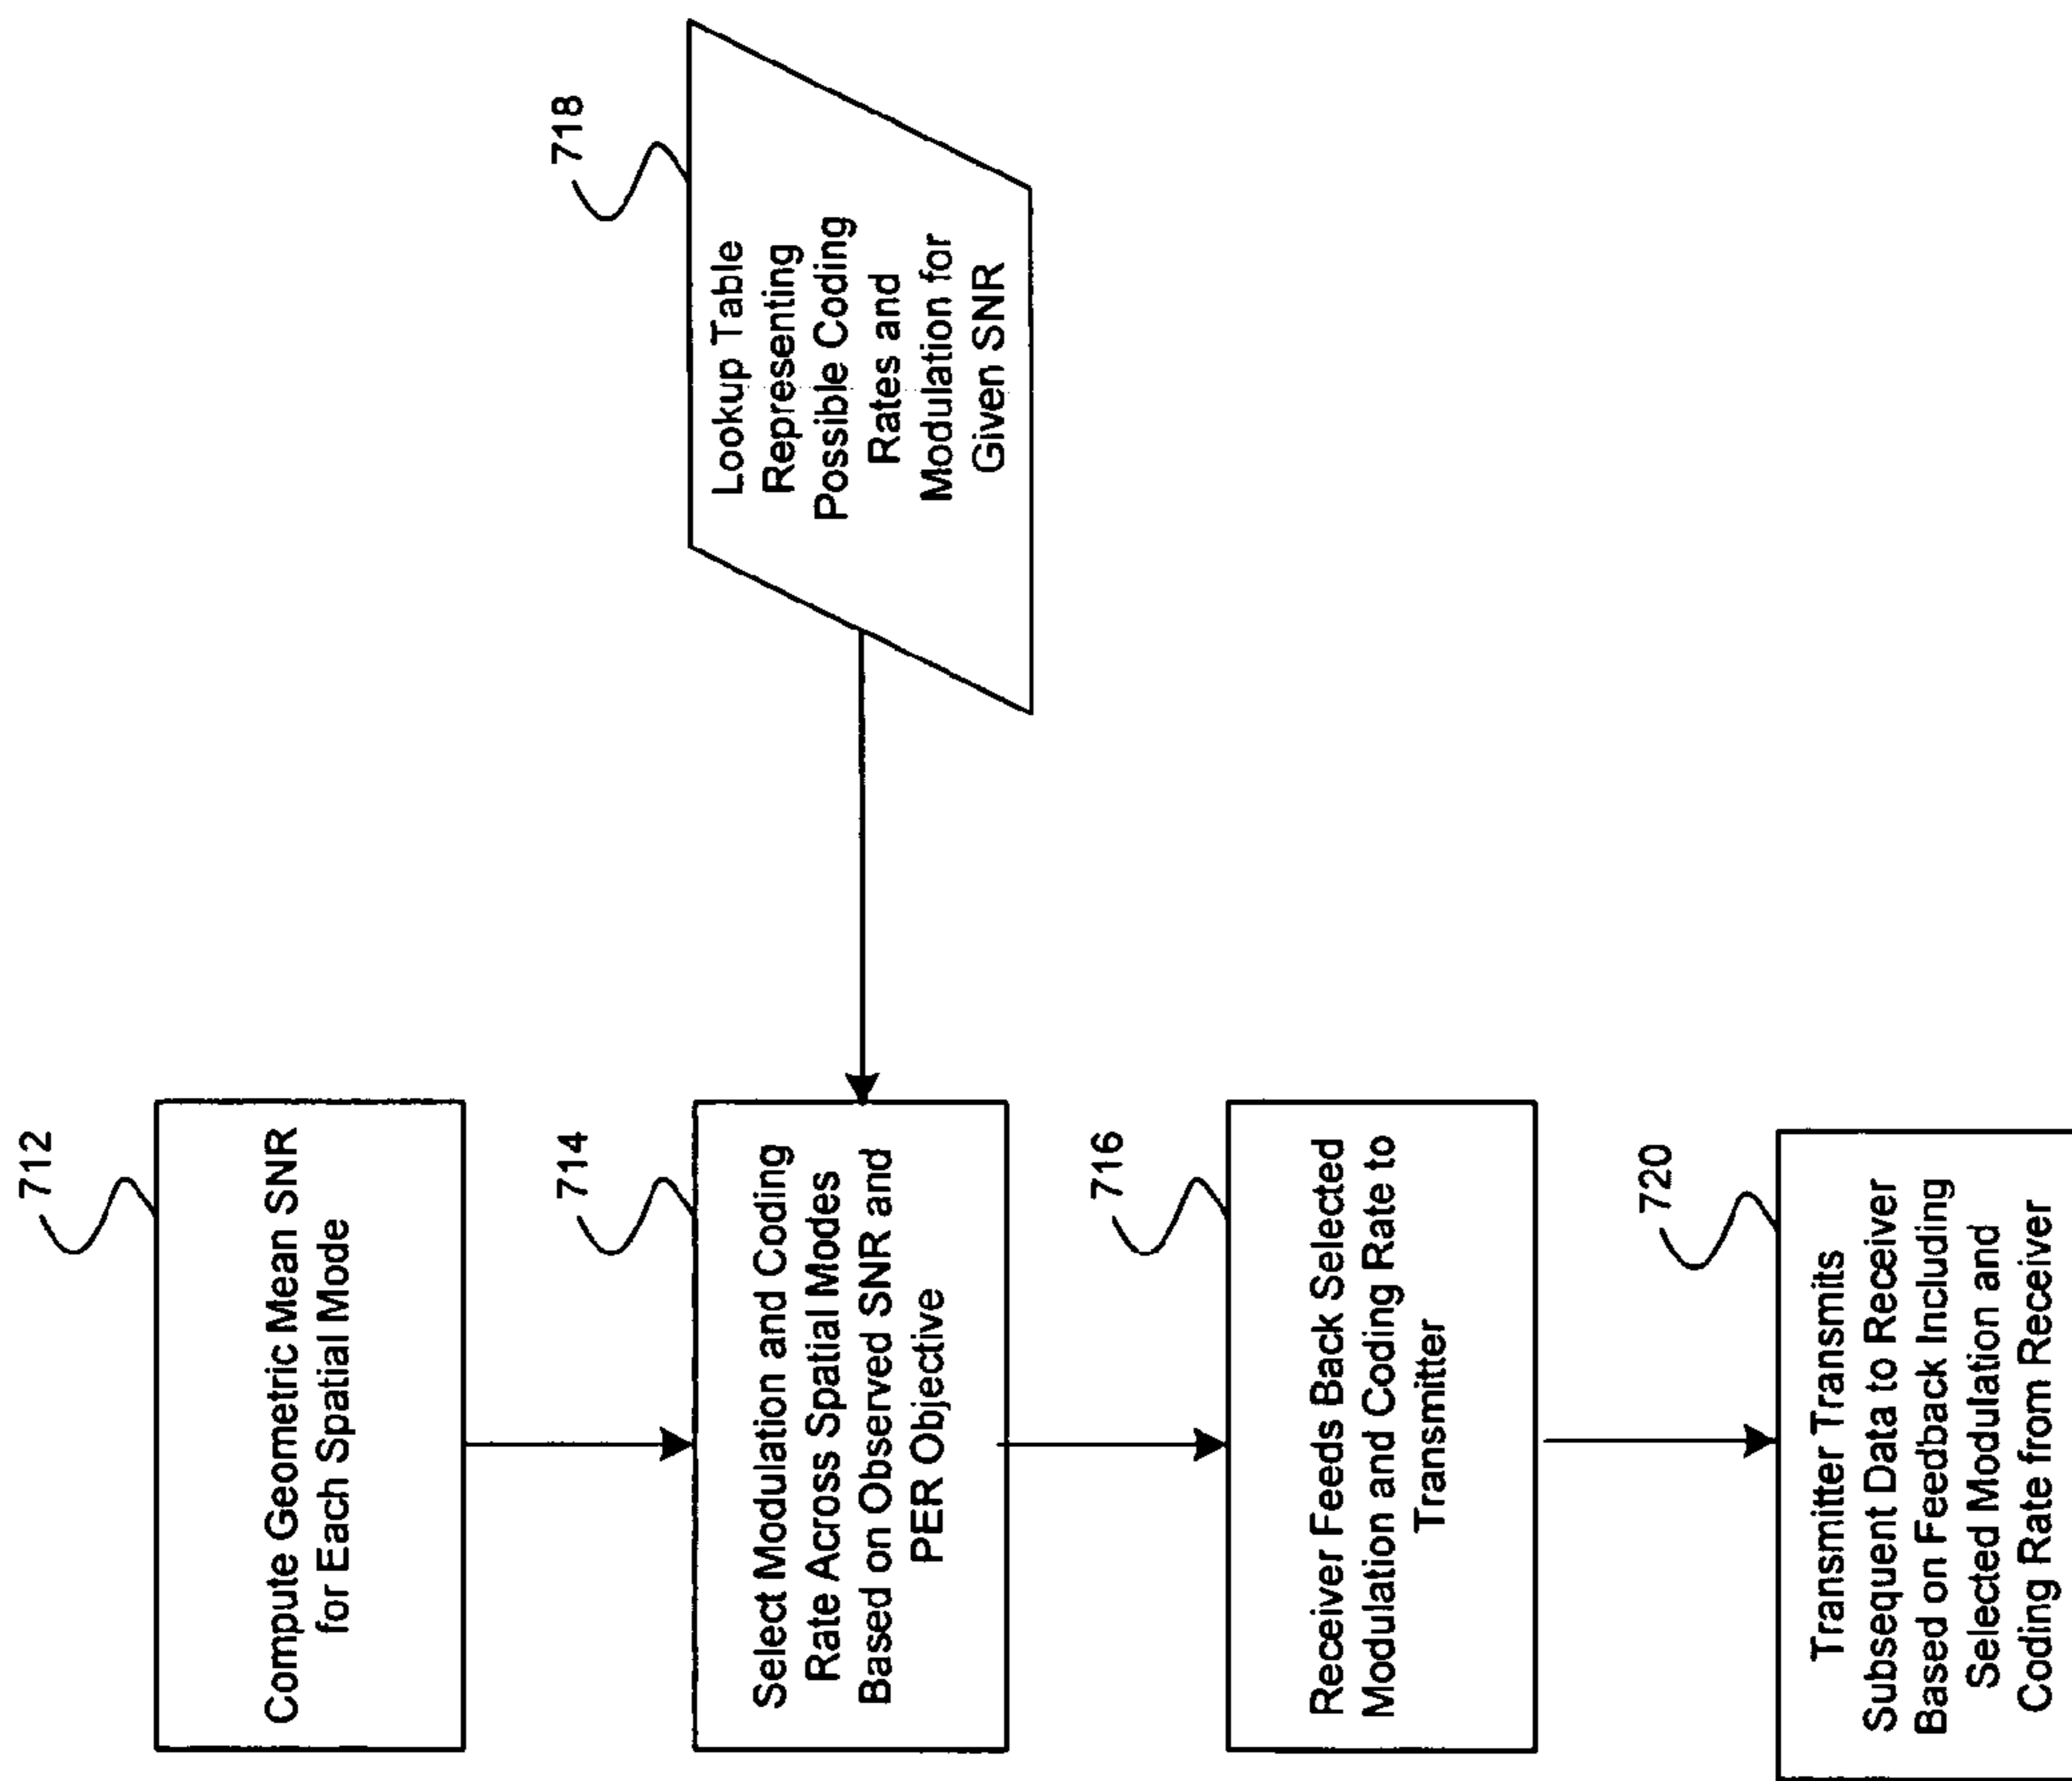 712
Compute Geometric Mean SNR
for Each Spatial Mode
714
Select Modulation and Coding
Rate Across Spatial Modes
Based on Observed SNR and
PER Objective
718
Lookup Table
Representing
Possible Coding
Rates and
Modulation for
Given SNR
716
Receiver Feeds Back Selected
Modulation and Coding Rate to
Transmitter
720
Transmitter Transmits
Subsequent Data to Receiver
Based on Feedback Including
Selected Modulation and
Coding Rate from Receiver